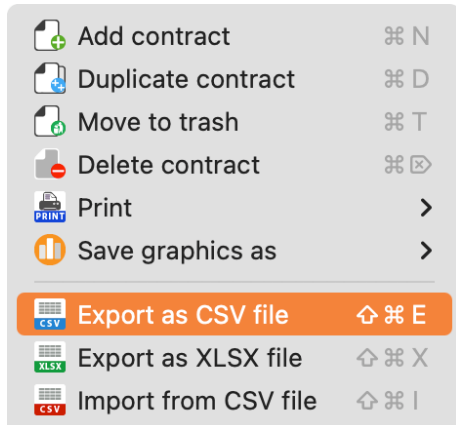 Add contract ⌘ N
Duplicate contract ⌘ D
Move to trash ⌘ T
Delete contract ⌘ ⌦
PRINT Print
Save graphics as
CSV Export as CSV file ⇧ ⌘ E
XLSX Export as XLSX file ⇧ ⌘ X
CSV Import from CSV file ⇧ ⌘ I